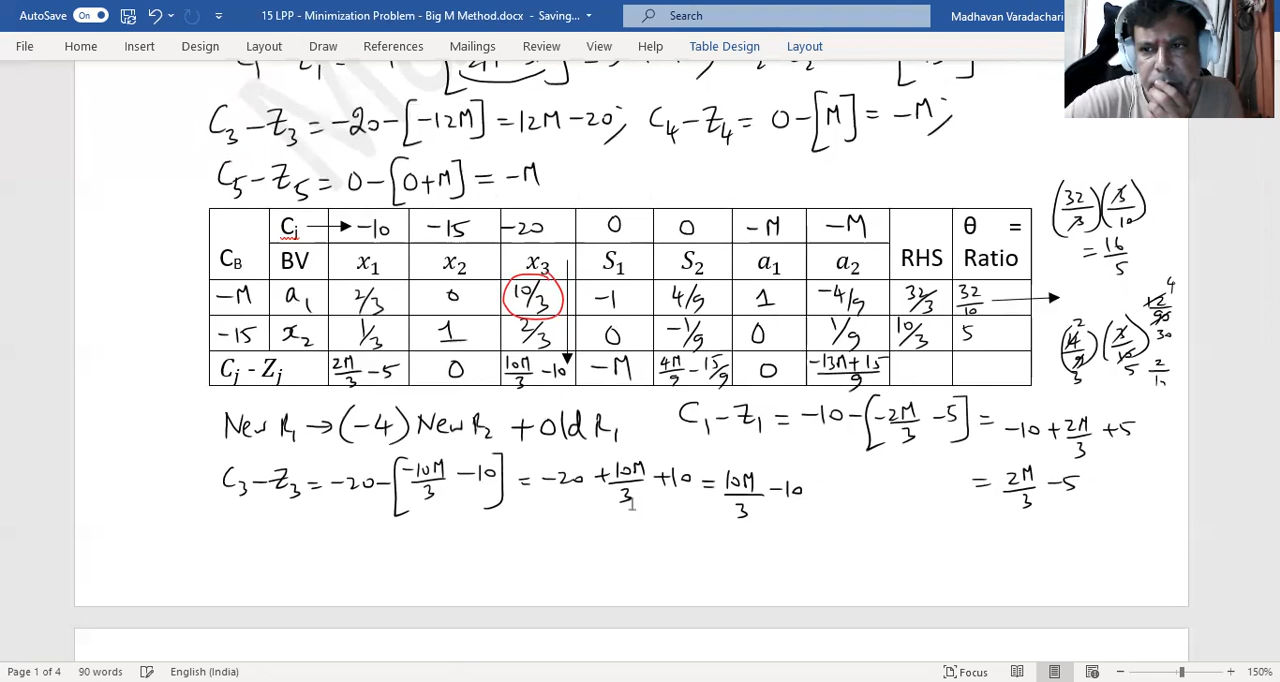 AutoSave On 15 LPP - Minimization Problem - Big M Method.docx - Saving... Search Madhavan Varadachari
File Home Insert Design Layout Draw References Mailings Review View Help Table Design Layout
C₃ – Z₃ = –20 – [–12M] = 12M – 20; C₄ – Z₄ = 0 – [M] = –M;
C₅ – Z₅ = 0 – [0 + M] = –M
Cj → –10 –15 –20 0 0 –M –M θ =
CB BV x₁ x₂ x₃ S₁ S₂ a₁ a₂ RHS Ratio
–M a₁ 2/3 0 10/3 –1 4/9 1 –4/9 32/3 32/10
–15 x₂ 1/3 1 2/3 0 –1/9 0 1/9 10/3 5
Cj - Zj 2M/3 – 5 0 10M/3 – 10 –M 4M/9 – 15/9 0 –13M + 15/9
(32/3)(3/10)
= 16/5
New R₁ → (–4) New R₂ + Old R₁
C₁ – Z₁ = –10 – [–2M/3 – 5] = –10 + 2M/3 + 5
= 2M/3 – 5
C₃ – Z₃ = –20 – [–10M/3 – 10] = –20 + 10M/3 + 10 = 10M/3 – 10
Page 1 of 4 90 words English (India) Focus 150%